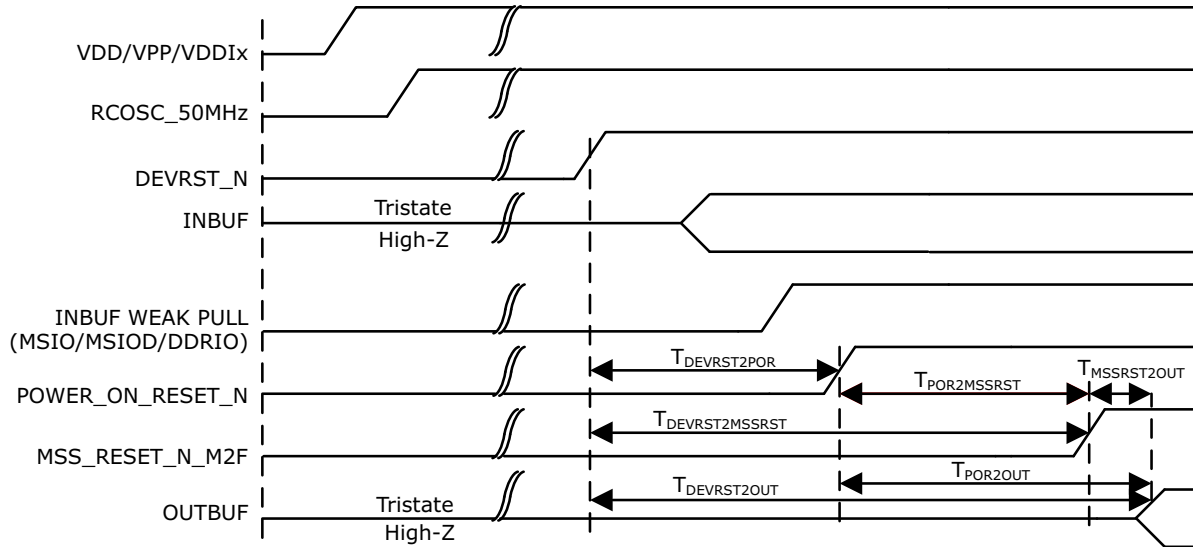 VDD/VPP/VDDIx
RCOSC_50MHz
DEVRST_N
INBUF
Tristate
High-Z
INBUF WEAK PULL
(MSIO/MSIOD/DDRIO)
TDEVRST2POR
TMSSRST2OUT
POWER_ON_RESET_N
TPOR2MSSRST
TDEVRST2MSSRST
MSS_RESET_N_M2F
TPOR2OUT
TDEVRST2OUT
OUTBUF
Tristate
High-Z